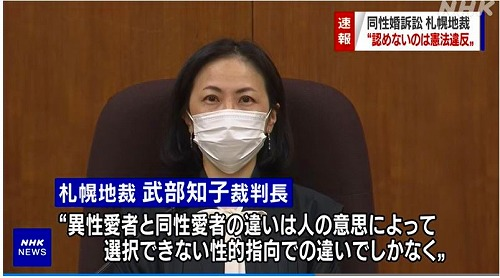 NHK
速報
同性婚訴訟 札幌地裁
“認めないのは憲法違反„
札幌地裁 武部知子裁判長
“異性愛者と同性愛者の違いは人の意思によって
選択できない性的指向での違いでしかなく„
NHK
NEWS